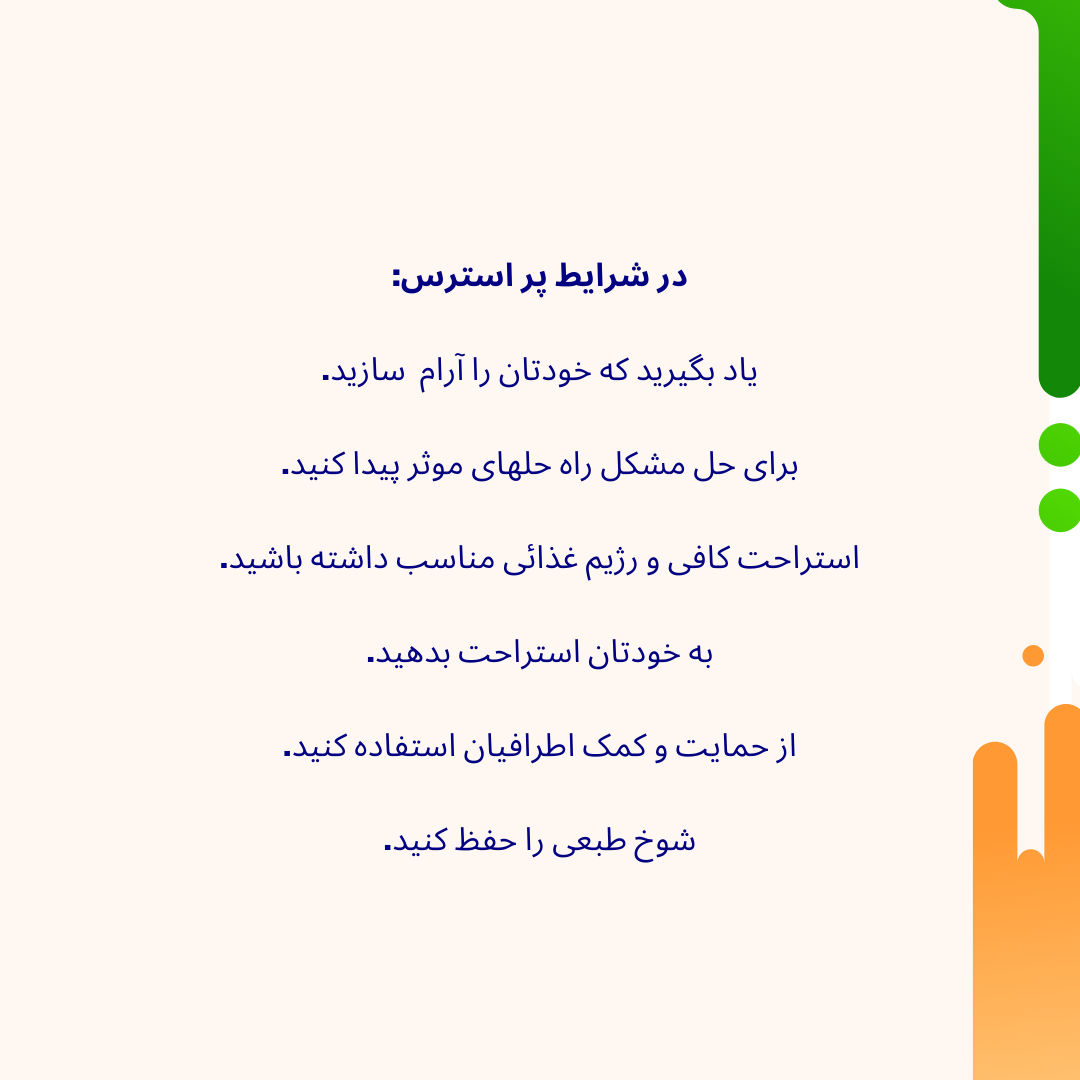 در شرایط پر استرس:
یاد بگیرید که خودتان را آرام  سازید.
برای حل مشکل راه حلهای موثر پیدا کنید.
استراحت کافی و رژیم غذائی مناسب داشته باشید.
به خودتان استراحت بدهید.
از حمایت و کمک اطرافیان استفاده کنید.
شوخ طبعی را حفظ کنید.